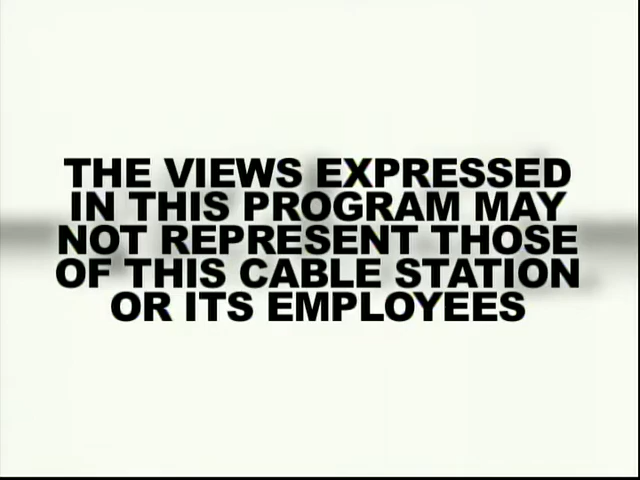 THE VIEWS EXPRESSED
IN THIS PROGRAM MAY
NOT REPRESENT THOSE
OF THIS CABLE STATION
OR ITS EMPLOYEES